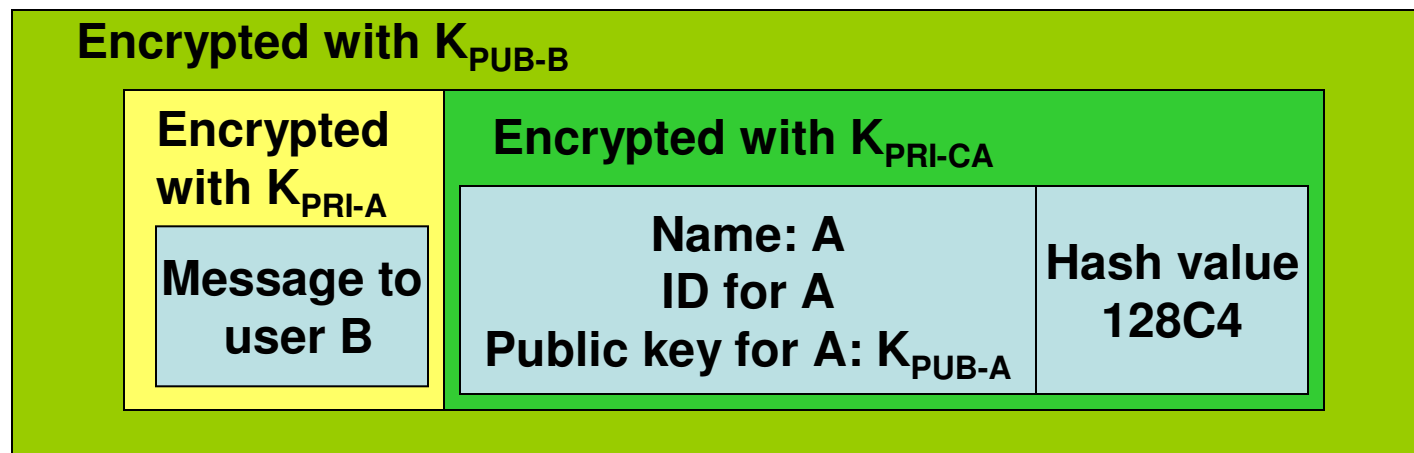 Encrypted with KPUB-B
Encrypted
with KPRI-A
Message to
user B
Encrypted with KPRI-CA
Name: A
ID for A
Public key for A: KPUB-A
Hash value
128C4